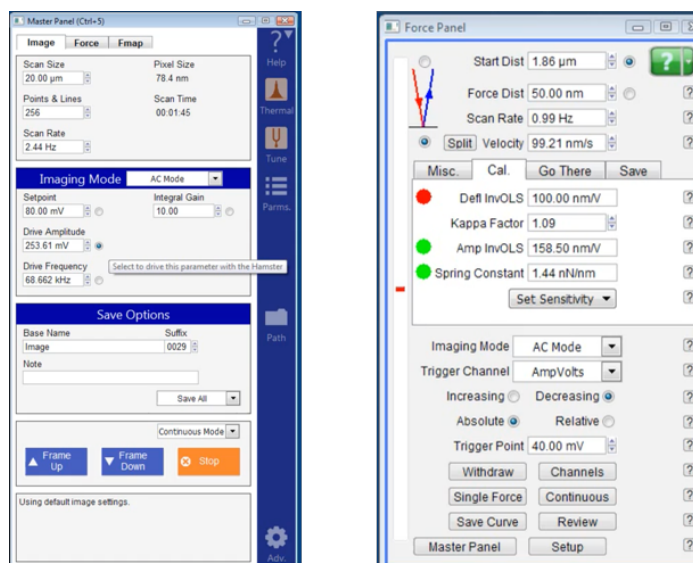 Master Panel (Ctrl+5)
Image Force Fmap
Scan Size Pixel Size
20.00 µm 78.4 nm
Points & Lines Scan Time
256 00:01:45
Scan Rate
2.44 Hz
Imaging Mode AC Mode
Setpoint Integral Gain
80.00 mV 10.00
Drive Amplitude
253.61 mV
Drive Frequency
68.662 kHz
Select to drive this parameter with the Hamster
Save Options
Base Name Suffix
Image 0029
Note
Save All
Continuous Mode
Frame Up Frame Down Stop
Using default image settings.
?
Help
Thermal
Tune
Parms.
Path
Adv.
Force Panel
Start Dist 1.86 µm ?
Force Dist 50.00 nm ?
Scan Rate 0.99 Hz ?
Split Velocity 99.21 nm/s ?
Misc. Cal. Go There Save
Defl InvOLS 100.00 nm/V ?
Kappa Factor 1.09 ?
Amp InvOLS 158.50 nm/V ?
Spring Constant 1.44 nN/nm ?
Set Sensitivity ?
Imaging Mode AC Mode ?
Trigger Channel AmpVolts ?
Increasing Decreasing ?
Absolute Relative ?
Trigger Point 40.00 mV ?
Withdraw Channels ?
Single Force Continuous ?
Save Curve Review ?
Master Panel Setup ?